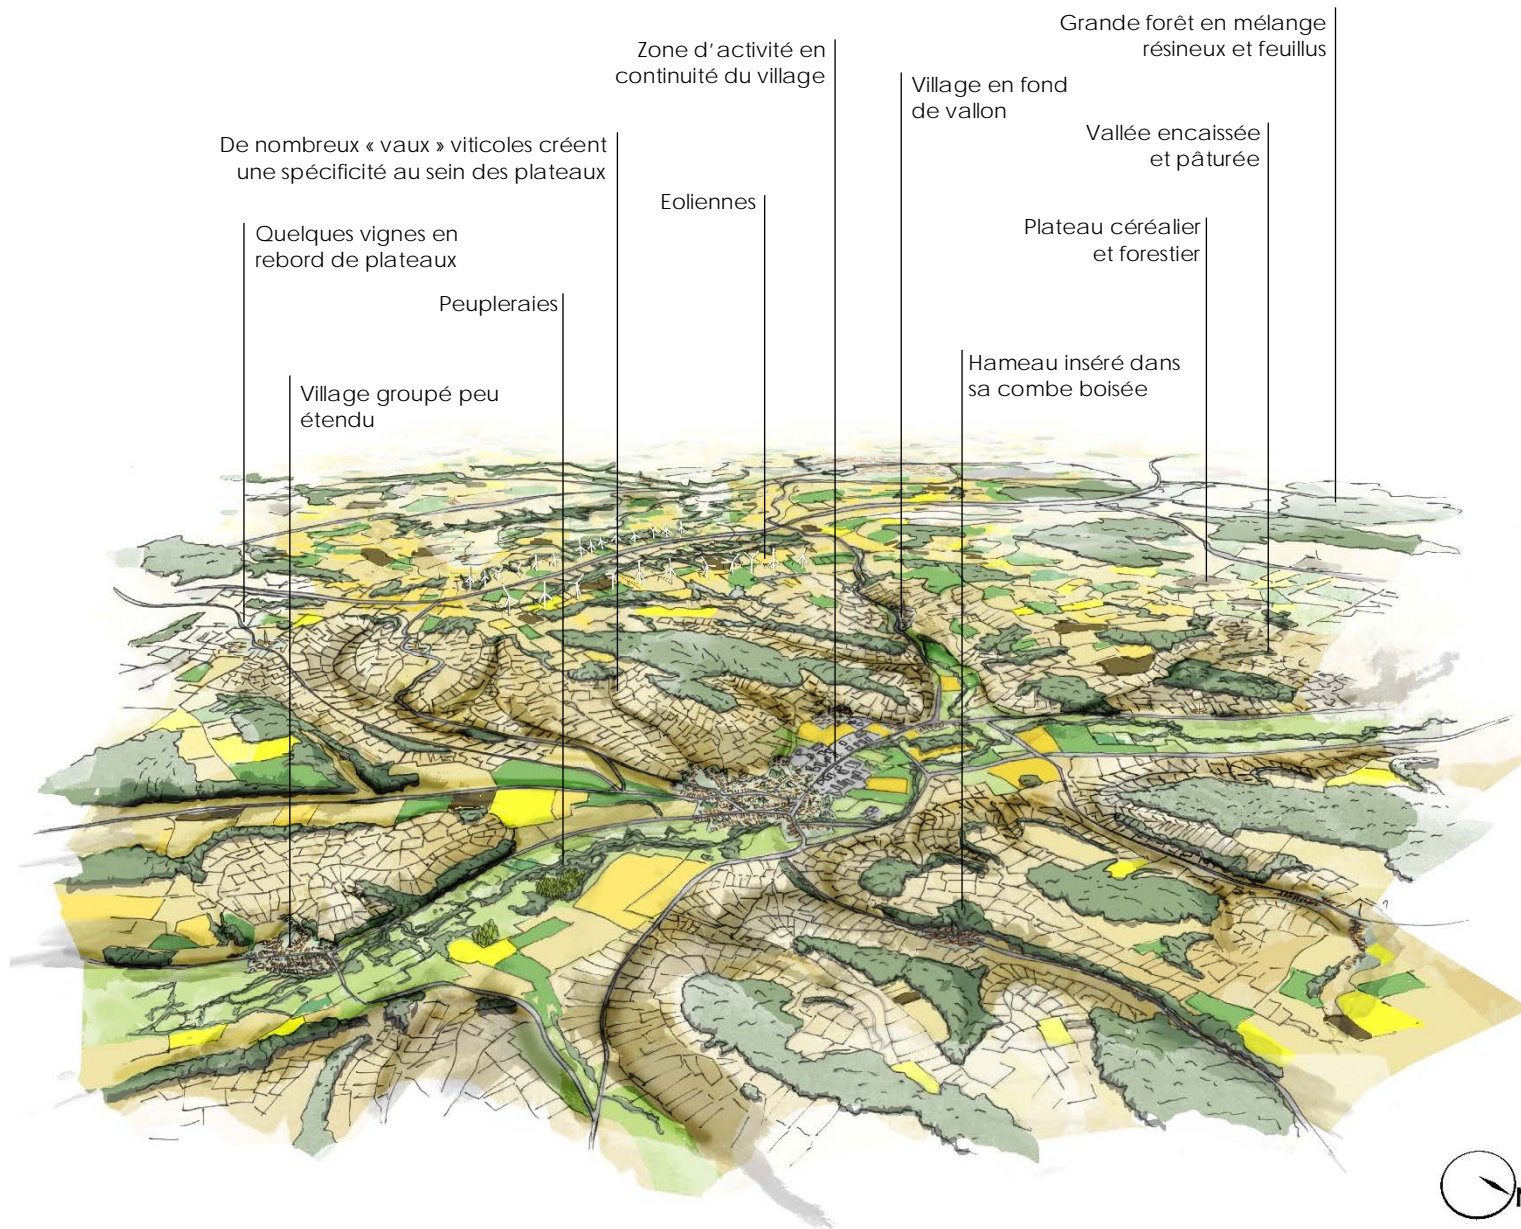 Grande forêt en mélange
résineux et feuillus
Zone d'activité en
continuité du village
Village en fond
de vallon
Vallée encaissée
et pâturée
De nombreux « vaux » viticoles créent
une spécificité au sein des plateaux
Eoliennes
Plateau céréalier
et forestier
Quelques vignes en
rebord de plateaux
Peupleraies
Hameau inséré dans
sa combe boisée
Village groupé peu
étendu